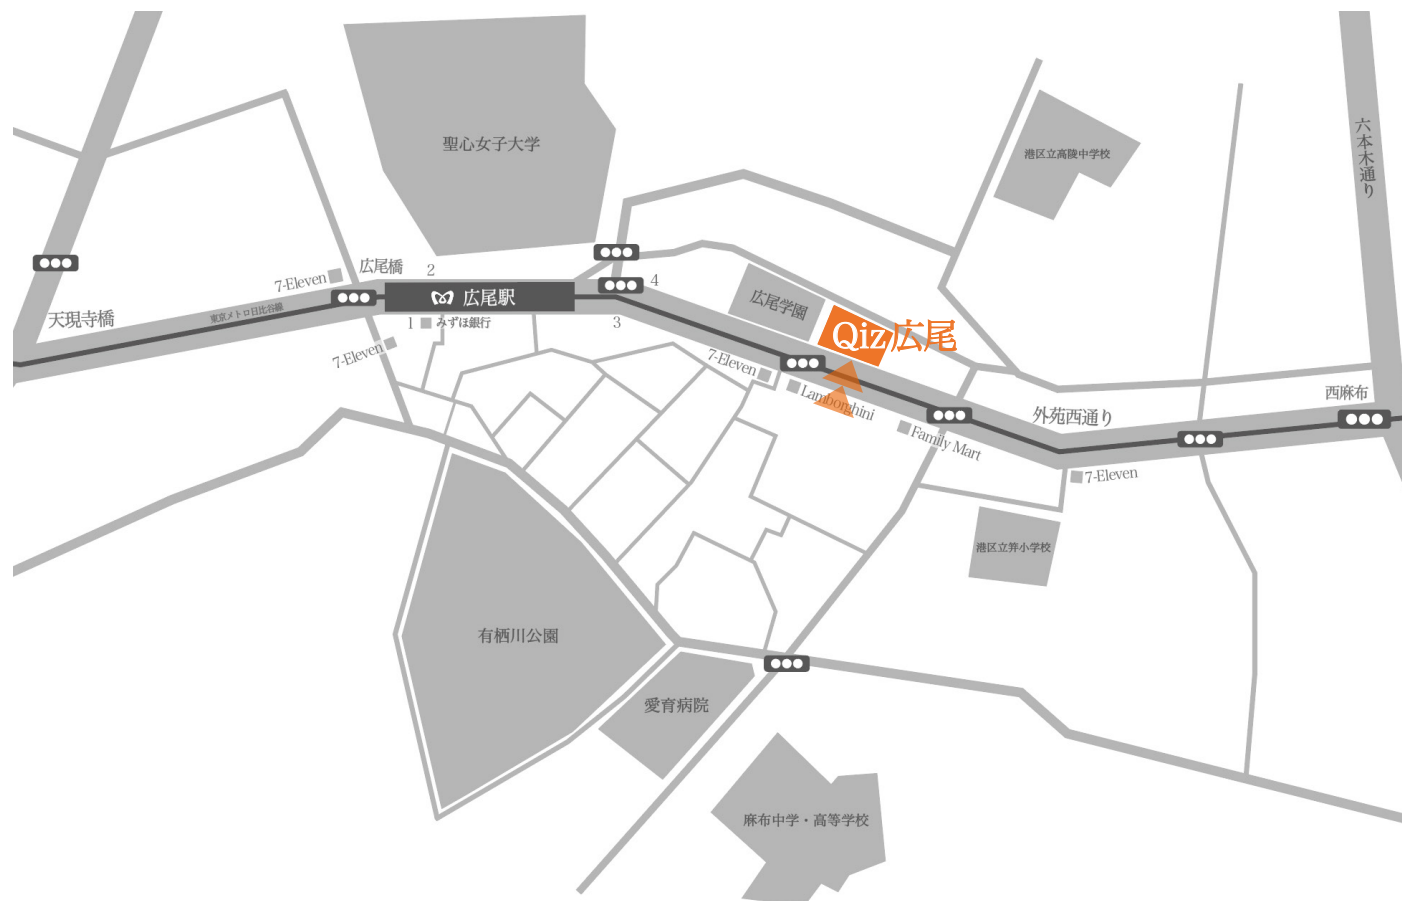 聖心女子大学
港区立高陵中学校
六本木通り
広尾橋
2
7-Eleven
4
広尾駅
広尾学園
天現寺橋
東京メトロ日比谷線
1
みずほ銀行
3
Qiz広尾
7-Eleven
7-Eleven
Lamborghini
西麻布
外苑西通り
Family Mart
7-Eleven
港区立笄小学校
有栖川公園
愛育病院
麻布中学・高等学校